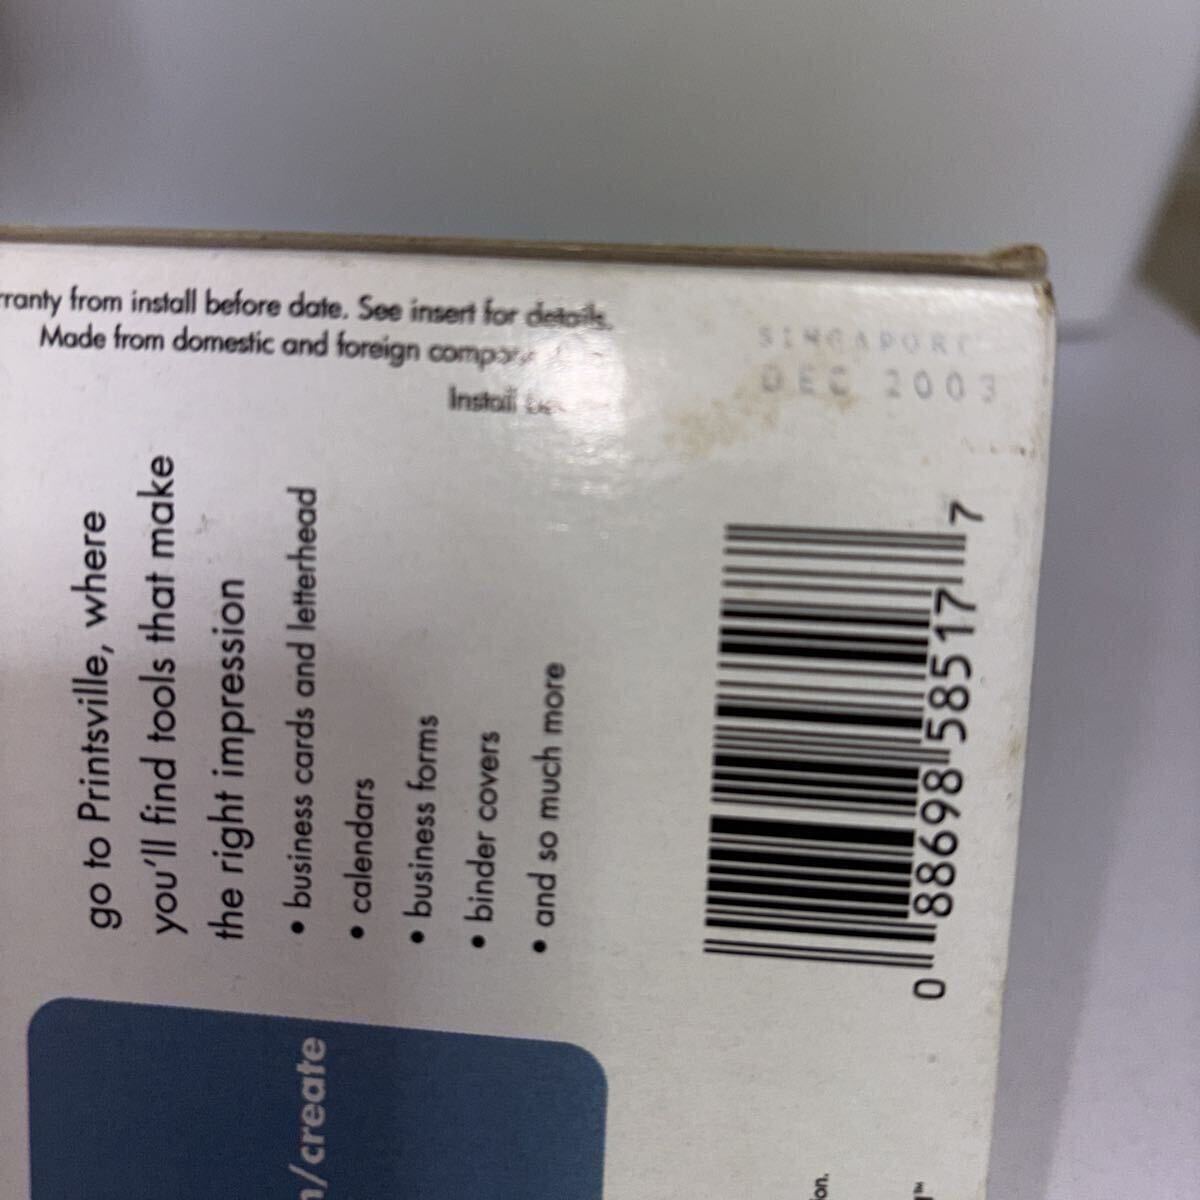 rranty from install before date. See insert for details.
Made from domestic and foreign
Install
SINGAPORE
DEC 2003
go to Printsville, where
you'll find tools that make
the right impression
• business cards and letterhead
• calendars
• business forms
• binder covers
• and so much more
/create
0 88698 58517 7
on.